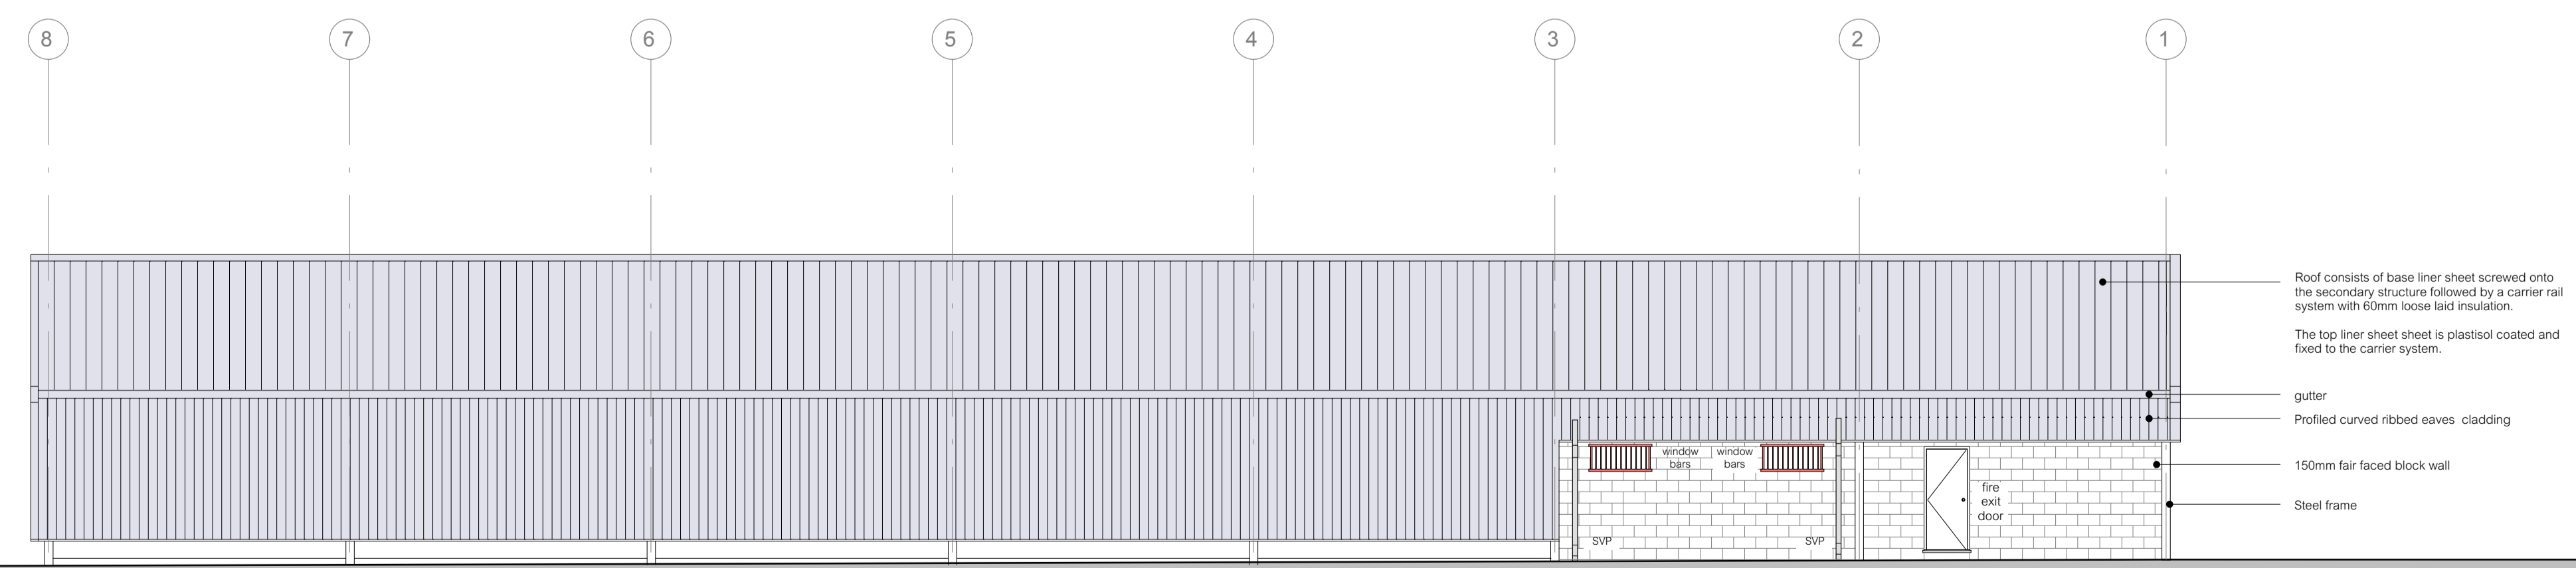 8 7 6 5 4 3 2 1
Roof consists of base liner sheet screwed onto
the secondary structure followed by a carrier rail
system with 60mm loose laid insulation.
The top liner sheet sheet is plastisol coated and
fixed to the carrier system.
gutter
Profiled curved ribbed eaves cladding
window
bars
window
bars
150mm fair faced block wall
fire
exit
door
Steel frame
SVP
SVP